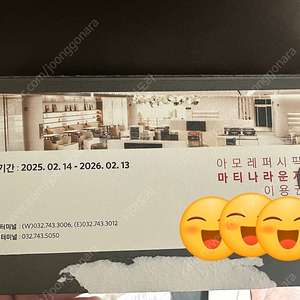 기간 : 2025. 02. 14 - 2026. 02. 13
아모레퍼시픽
마티나라운지
이용권
터미널 : (W)032.743.3006, (E)032.743.3012
터미널 : 032.743.5050